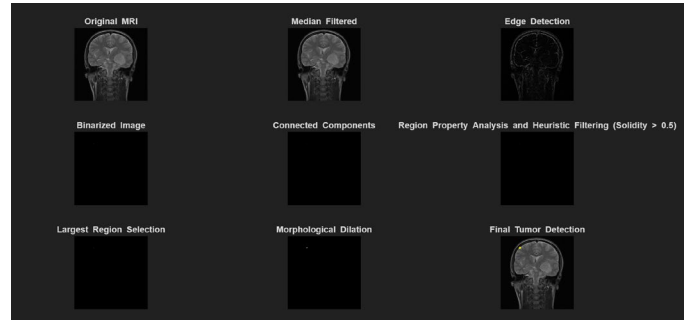 Original MRI
Median Filtered
Edge Detection
Binarized Image
Connected Components
Region Property Analysis and Heuristic Filtering (Solidity > 0.5)
Largest Region Selection
Morphological Dilation
Final Tumor Detection